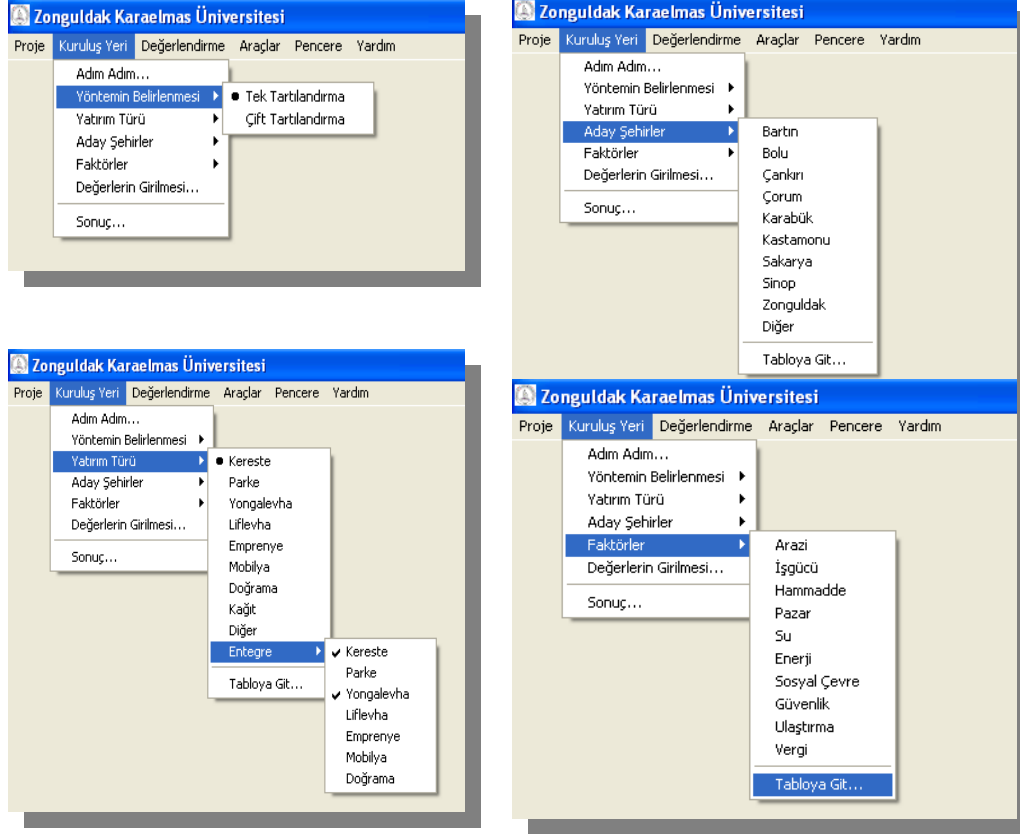 Zonguldak Karaelmas Üniversitesi
Proje Kuruluş Yeri Değerlendirme Araçlar Pencere Yardım
Adım Adım...
Yöntemin Belirlenmesi
Tek Tartılandırma
Çift Tartılandırma
Yatırım Türü
Aday Şehirler
Faktörler
Değerlerin Girilmesi...
Sonuç...
Zonguldak Karaelmas Üniversitesi
Proje Kuruluş Yeri Değerlendirme Araçlar Pencere Yardım
Adım Adım...
Yöntemin Belirlenmesi
Yatırım Türü
Aday Şehirler
Faktörler
Değerlerin Girilmesi...
Sonuç...
Bartın
Bolu
Çankırı
Çorum
Karabük
Kastamonu
Sakarya
Sinop
Zonguldak
Diğer
Tabloya Git...
Zonguldak Karaelmas Üniversitesi
Proje Kuruluş Yeri Değerlendirme Araçlar Pencere Yardım
Adım Adım...
Yöntemin Belirlenmesi
Yatırım Türü
Aday Şehirler
Faktörler
Değerlerin Girilmesi...
Sonuç...
Kereste
Parke
Yongalevha
Liflevha
Emprenye
Mobilya
Doğrama
Kağıt
Diğer
Entegre
Tabloya Git...
Kereste
Parke
Yongalevha
Liflevha
Emprenye
Mobilya
Doğrama
Zonguldak Karaelmas Üniversitesi
Proje Kuruluş Yeri Değerlendirme Araçlar Pencere Yardım
Adım Adım...
Yöntemin Belirlenmesi
Yatırım Türü
Aday Şehirler
Faktörler
Değerlerin Girilmesi...
Sonuç...
Arazi
İşgücü
Hammadde
Pazar
Su
Enerji
Sosyal Çevre
Güvenlik
Ulaştırma
Vergi
Tabloya Git...